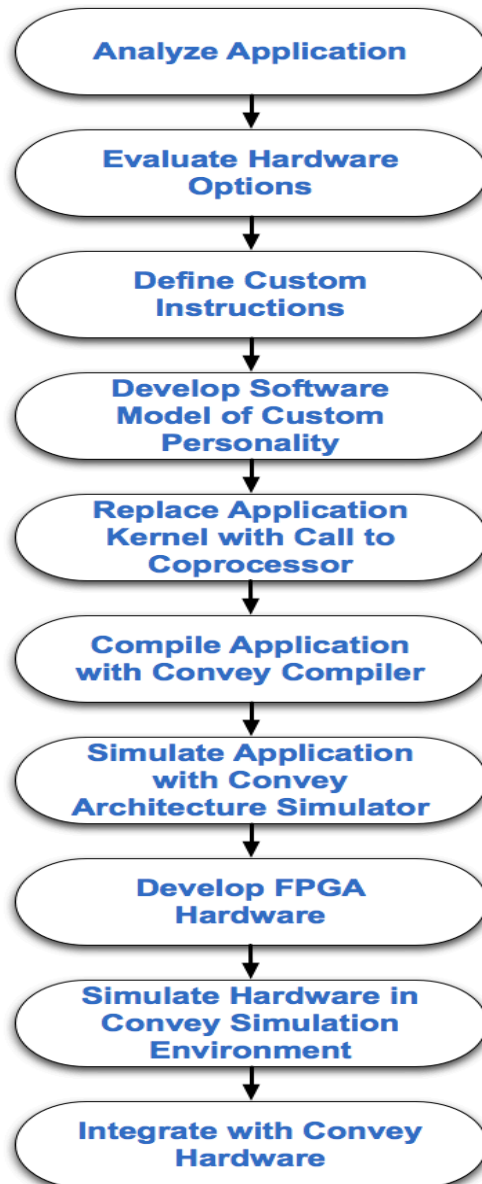 Analyze Application
Evaluate Hardware
Options
Define Custom
Instructions
Develop Software
Model of Custom
Personality
Replace Application
Kernel with Call to
Coprocessor
Compile Application
with Convey Compiler
Simulate Application
with Convey
Architecture Simulator
Develop FPGA
Hardware
Simulate Hardware in
Convey Simulation
Environment
Integrate with Convey
Hardware